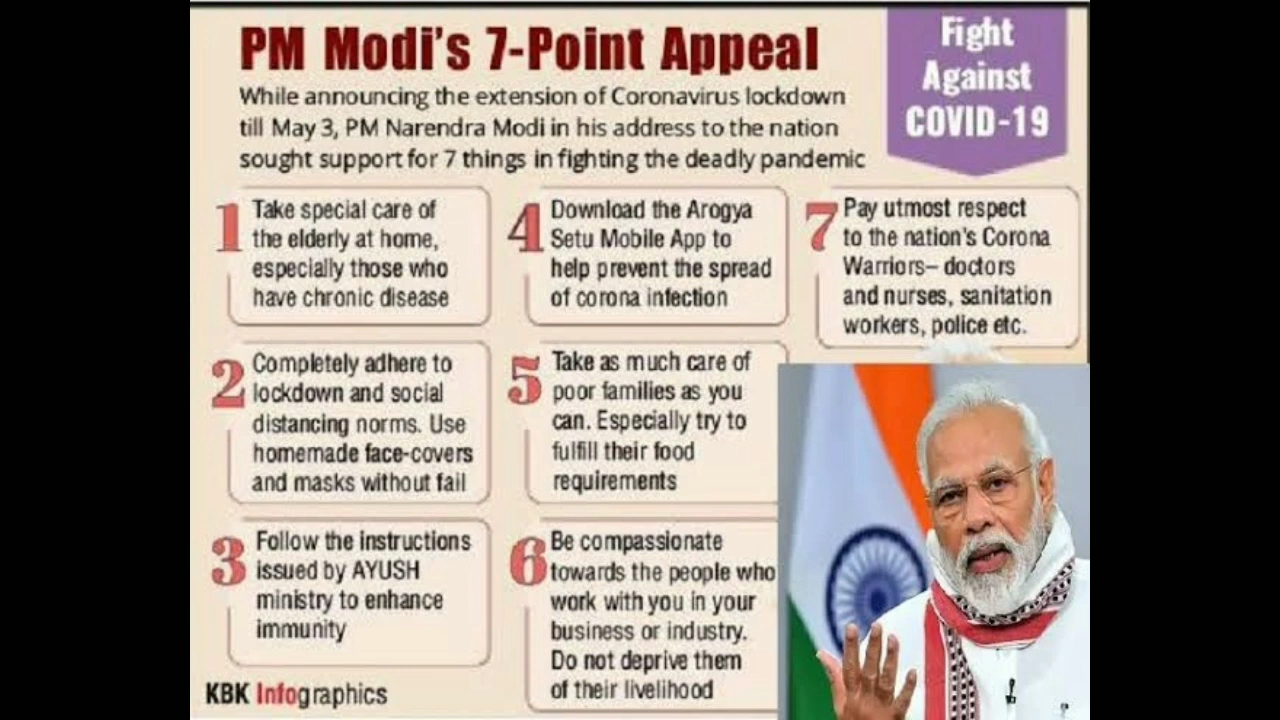 PM Modi's 7-Point Appeal
While announcing the extension of Coronavirus lockdown
till May 3, PM Narendra Modi in his address to the nation
sought support for 7 things in fighting the deadly pandemic
Fight
Against
COVID-19
1 Take special care of
the elderly at home,
especially those who
have chronic disease
2 Completely adhere to
lockdown and social
distancing norms. Use
homemade face-covers
and masks without fail
3 Follow the instructions
issued by AYUSH
ministry to enhance
immunity
4 Download the Arogya
Setu Mobile App to
help prevent the spread
of corona infection
5 Take as much care of
poor families as you
can. Especially try to
fulfill their food
requirements
6 Be compassionate
towards the people who
work with you in your
business or industry.
Do not deprive them
of their livelihood
7 Pay utmost respect
to the nation's Corona
Warriors– doctors
and nurses, sanitation
workers, police etc.
KBK Infographics